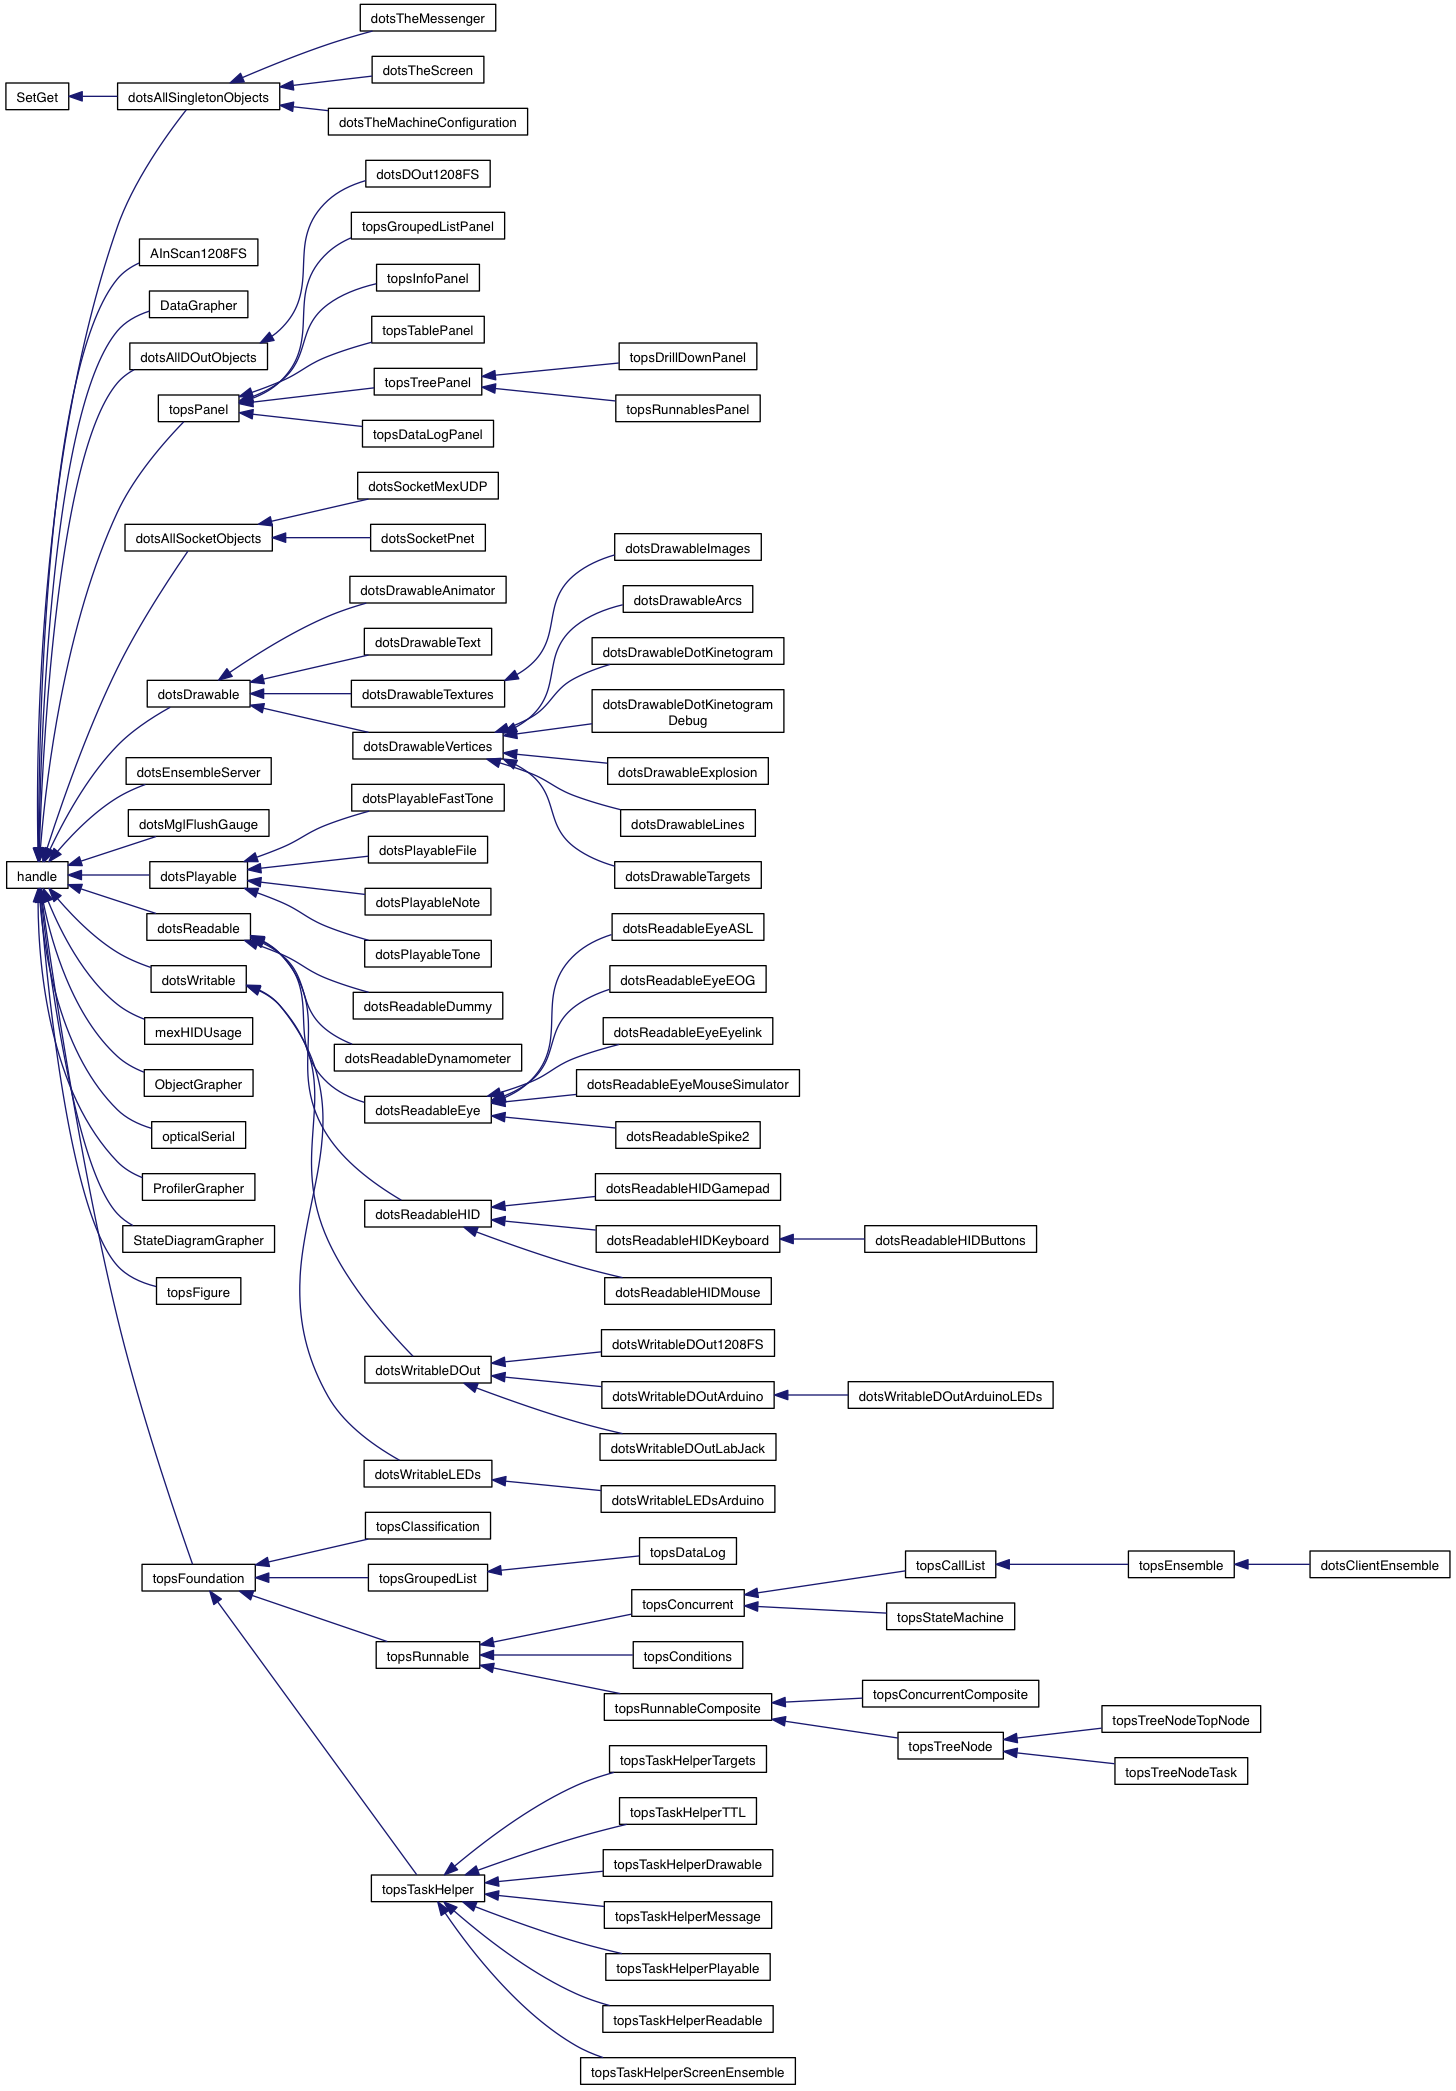 dotsTheMessenger
dotsTheScreen
SetGet
dotsAllSingletonObjects
dotsTheMachineConfiguration
dotsDOut1208FS
topsGroupedListPanel
AInScan1208FS
topsInfoPanel
DataGrapher
topsTablePanel
dotsAllDOutObjects
topsDrillDownPanel
topsTreePanel
topsPanel
topsRunnablesPanel
topsDataLogPanel
dotsSocketMexUDP
dotsAllSocketObjects
dotsSocketPnet
dotsDrawableImages
dotsDrawableAnimator
dotsDrawableArcs
dotsDrawableText
dotsDrawableDotKinetogram
dotsDrawable
dotsDrawableTextures
dotsDrawableDotKinetogram
Debug
dotsDrawableVertices
dotsEnsembleServer
dotsDrawableExplosion
dotsPlayableFastTone
dotsMglFlushGauge
dotsDrawableLines
dotsPlayableFile
handle
dotsPlayable
dotsDrawableTargets
dotsPlayableNote
dotsReadable
dotsReadableEyeASL
dotsPlayableTone
dotsWritable
dotsReadableEyeEOG
dotsReadableDummy
mexHIDUsage
dotsReadableEyeEyelink
dotsReadableDynamometer
ObjectGrapher
dotsReadableEyeMouseSimulator
dotsReadableEye
opticalSerial
dotsReadableSpike2
ProfilerGrapher
dotsReadableHIDGamepad
dotsReadableHID
StateDiagramGrapher
dotsReadableHIDKeyboard
dotsReadableHIDButtons
topsFigure
dotsReadableHIDMouse
dotsWritableDOut1208FS
dotsWritableDOut
dotsWritableDOutArduino
dotsWritableDOutArduinoLEDs
dotsWritableDOutLabJack
dotsWritableLEDs
dotsWritableLEDsArduino
topsClassification
topsDataLog
topsFoundation
topsGroupedList
topsCallList
topsEnsemble
dotsClientEnsemble
topsConcurrent
topsStateMachine
topsRunnable
topsConditions
topsConcurrentComposite
topsRunnableComposite
topsTreeNodeTopNode
topsTreeNode
topsTaskHelperTargets
topsTreeNodeTask
topsTaskHelperTTL
topsTaskHelperDrawable
topsTaskHelper
topsTaskHelperMessage
topsTaskHelperPlayable
topsTaskHelperReadable
topsTaskHelperScreenEnsemble